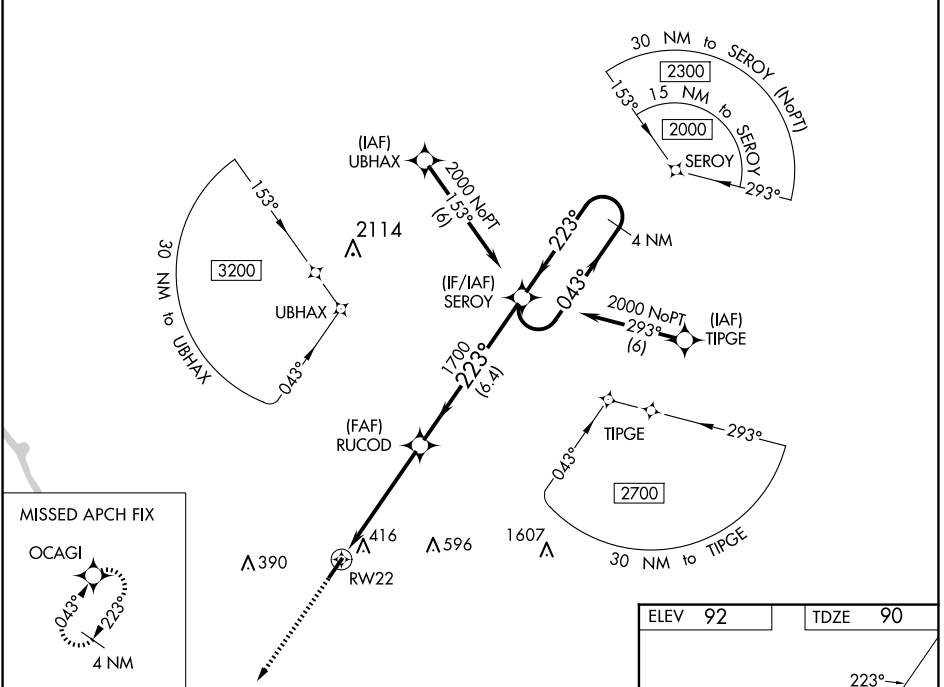 30 NM to SEROY (NoPT)
2300
15 NM to SEROY
153°
2000
SEROY
293°
(IAF)
UBHAX
2000 NoPT
153°
(6)
153°
2114
3200
UBHAX
30 NM to UBHAX
043°
223°
4 NM
043°
(IF/IAF)
SEROY
2000 NoPT
293°
(6)
(IAF)
TIPGE
1700
223°
(6.4)
(FAF)
RUCOD
TIPGE
293°
043°
2700
30 NM to TIPGE
MISSED APCH FIX
OCAGI
043°
223°
4 NM
390
416
596
1607
RW22
ELEV 92
TDZE 90
223°